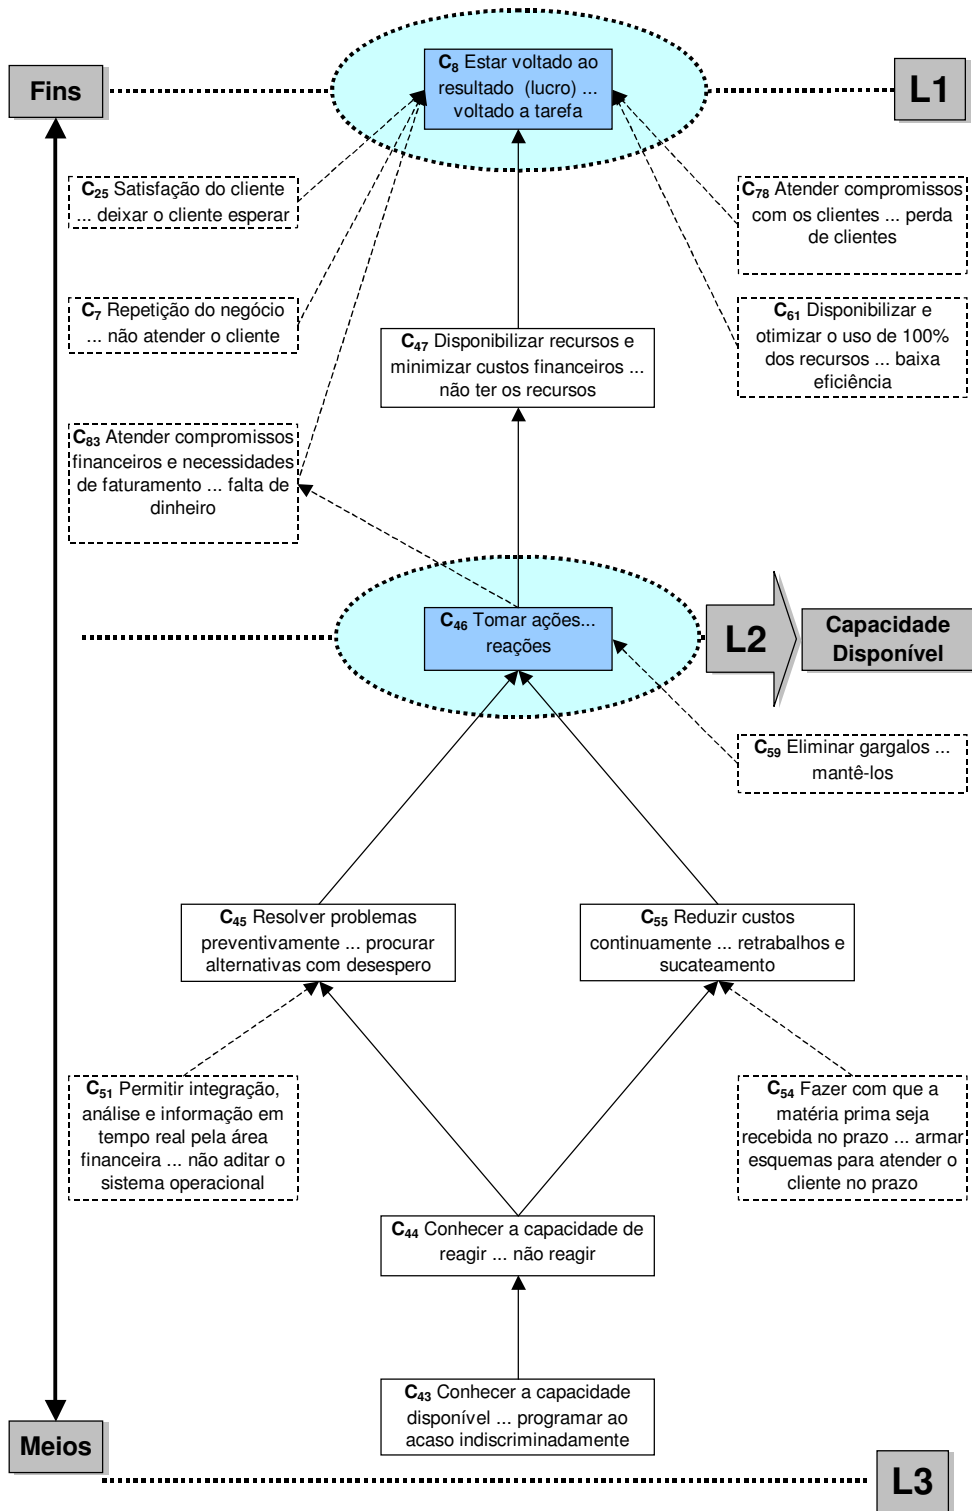 Fins
C8 Estar voltado ao
resultado (lucro) ...
voltado a tarefa
L1
C25 Satisfação do cliente
... deixar o cliente esperar
C78 Atender compromissos
com os clientes ... perda
de clientes
C7 Repetição do negócio
... não atender o cliente
C61 Disponibilizar e
otimizar o uso de 100%
dos recursos ... baixa
eficiência
C47 Disponibilizar recursos e
minimizar custos financeiros ...
não ter os recursos
C83 Atender compromissos
financeiros e necessidades
de faturamento ... falta de
dinheiro
C46 Tomar ações...
reações
L2
Capacidade
Disponível
C59 Eliminar gargalos ...
mantê-los
C45 Resolver problemas
preventivamente ... procurar
alternativas com desespero
C55 Reduzir custos
continuamente ... retrabalhos e
sucateamento
C51 Permitir integração,
análise e informação em
tempo real pela área
financeira ... não aditar o
sistema operacional
C54 Fazer com que a
matéria prima seja
recebida no prazo ... armar
esquemas para atender o
cliente no prazo
C44 Conhecer a capacidade de
reagir ... não reagir
C43 Conhecer a capacidade
disponível ... programar ao
acaso indiscriminadamente
Meios
L3